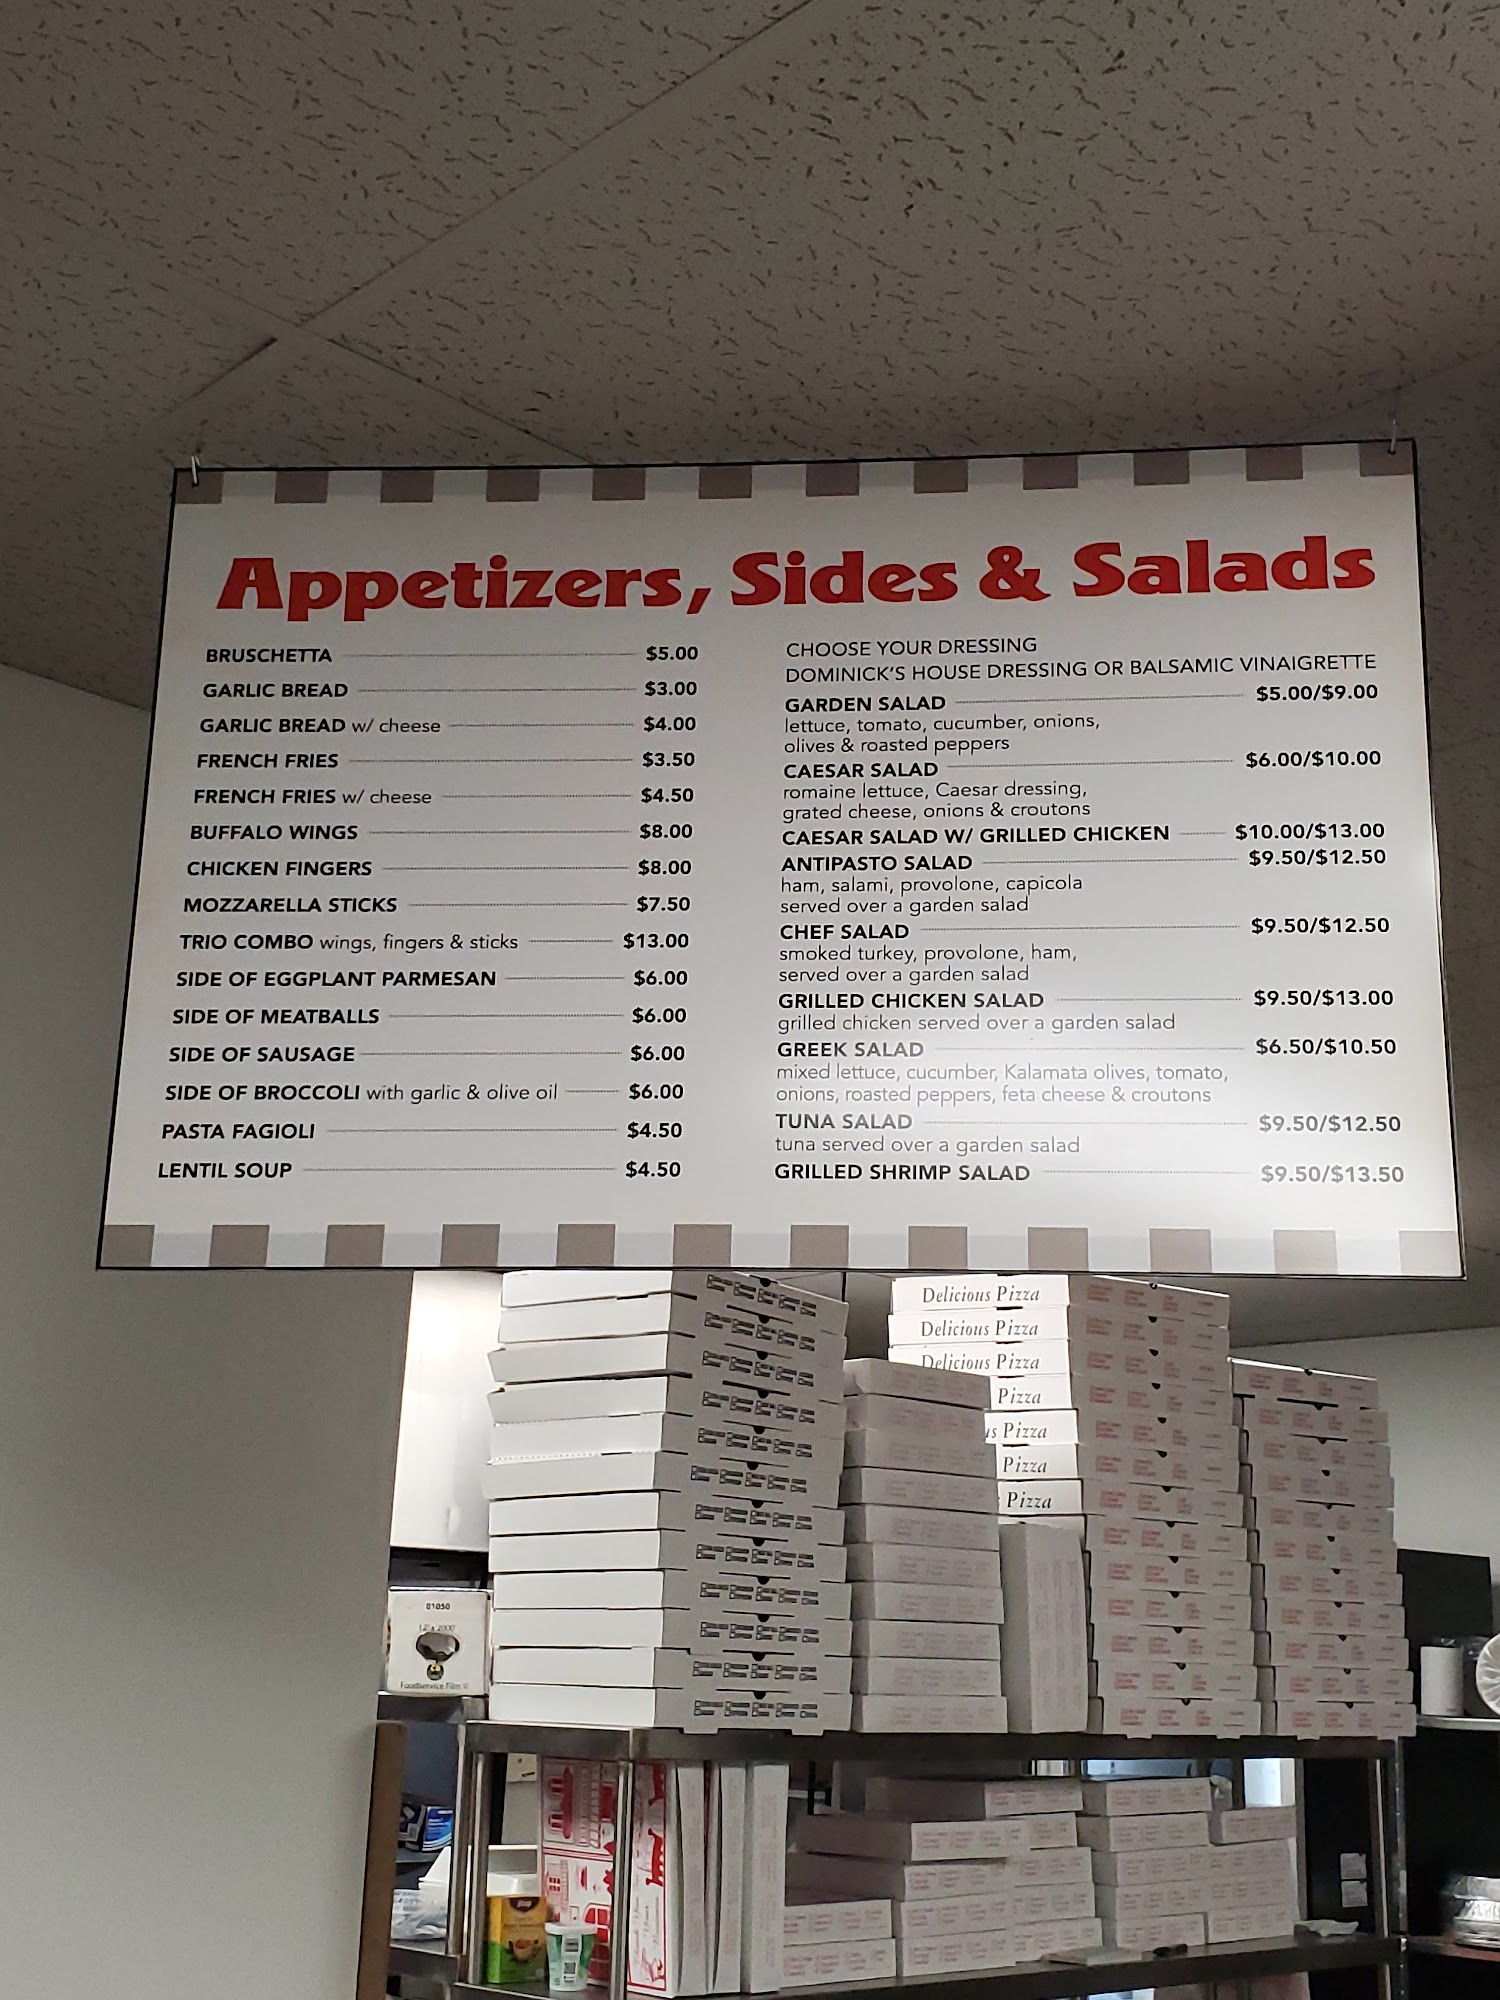 Appetizers, Sides & Salads
BRUSCHETTA $5.00
GARLIC BREAD $3.00
GARLIC BREAD w/ cheese $4.00
FRENCH FRIES $3.50
FRENCH FRIES w/ cheese $4.50
BUFFALO WINGS $8.00
CHICKEN FINGERS $8.00
MOZZARELLA STICKS $7.50
TRIO COMBO wings, fingers & sticks $13.00
SIDE OF EGGPLANT PARMESAN $6.00
SIDE OF MEATBALLS $6.00
SIDE OF SAUSAGE $6.00
SIDE OF BROCCOLI with garlic & olive oil $6.00
PASTA FAGIOLI $4.50
LENTIL SOUP $4.50
CHOOSE YOUR DRESSING
DOMINICK'S HOUSE DRESSING OR BALSAMIC VINAIGRETTE
GARDEN SALAD $5.00/$9.00
lettuce, tomato, cucumber, onions,
olives & roasted peppers
CAESAR SALAD $6.00/$10.00
romaine lettuce, Caesar dressing,
grated cheese, onions & croutons
CAESAR SALAD W/ GRILLED CHICKEN $10.00/$13.00
ANTIPASTO SALAD $9.50/$12.50
ham, salami, provolone, capicola
served over a garden salad
CHEF SALAD $9.50/$12.50
smoked turkey, provolone, ham,
served over a garden salad
GRILLED CHICKEN SALAD $9.50/$13.00
grilled chicken served over a garden salad
GREEK SALAD $6.50/$10.50
mixed lettuce, cucumber, Kalamata olives, tomato,
onions, roasted peppers, feta cheese & croutons
TUNA SALAD $9.50/$12.50
tuna served over a garden salad
GRILLED SHRIMP SALAD $9.50/$13.50
Delicious Pizza
Delicious Pizza
Delicious Pizza
Pizza
us Pizza
Pizza
Pizza
01050
Foodservice Film